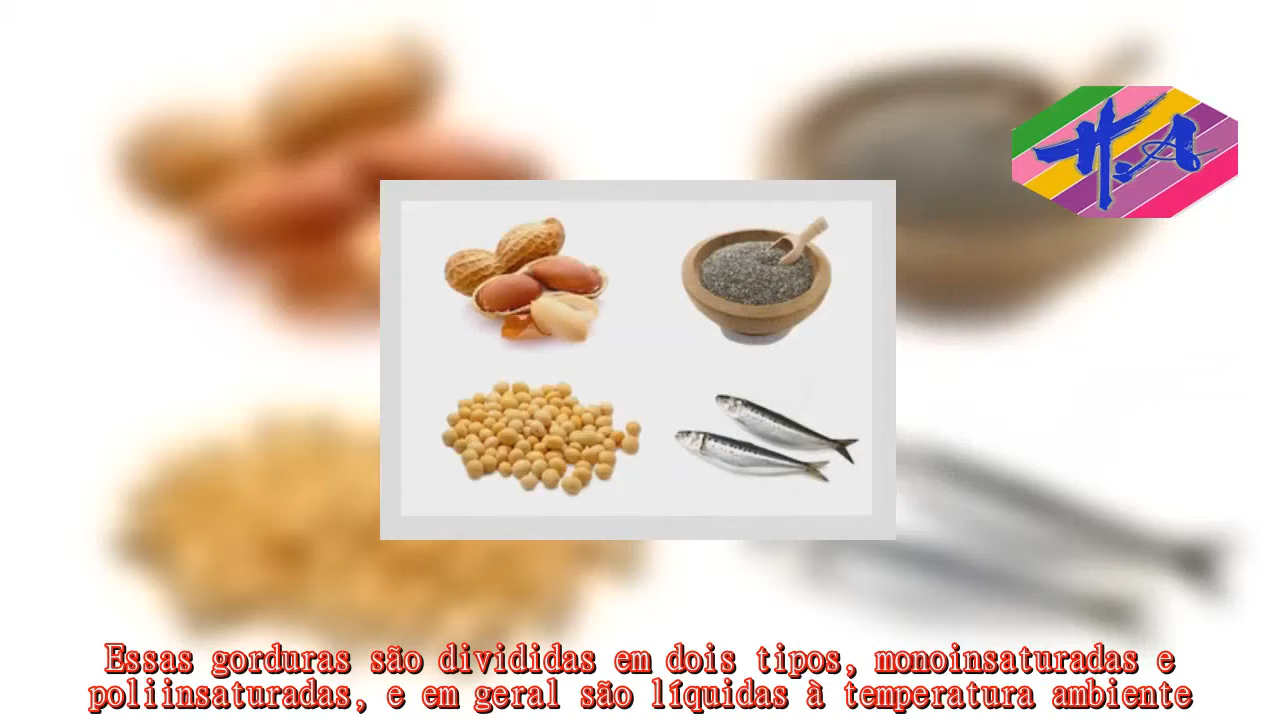 H.A
Essas gorduras são divididas em dois tipos, monoinsaturadas e
poliinsaturadas, e em geral são líquidas à temperatura ambiente